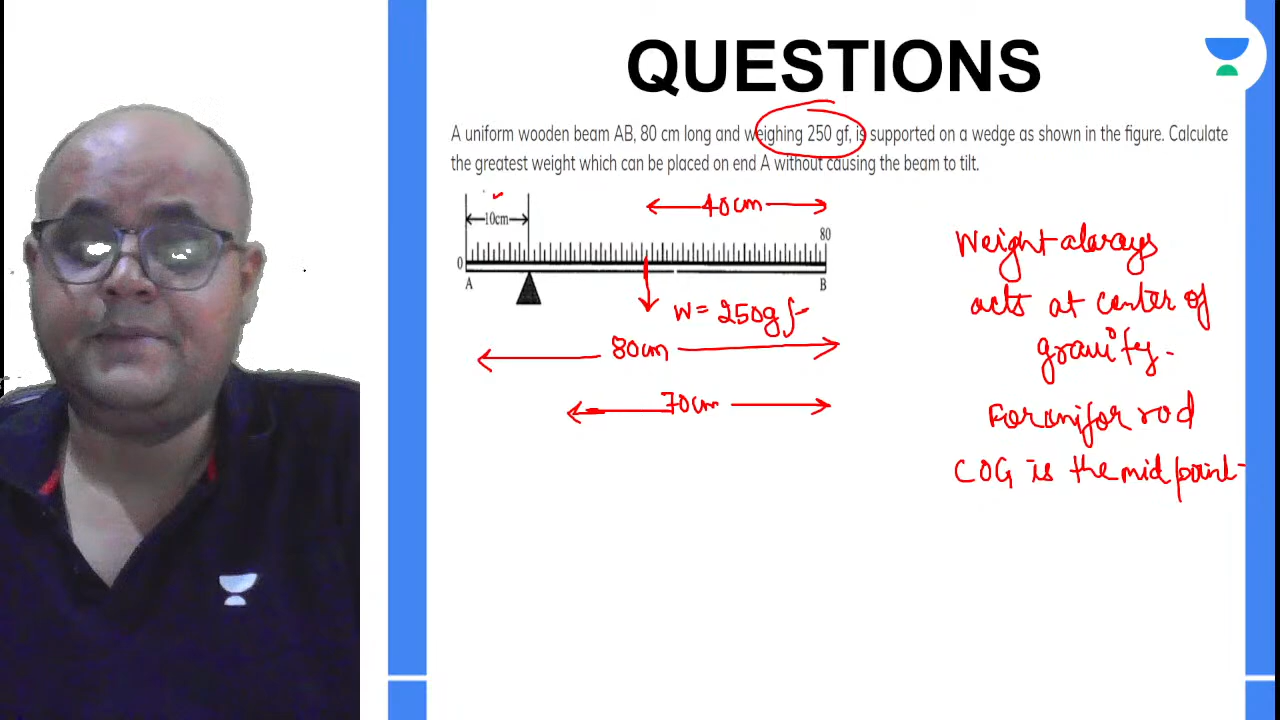 QUESTIONS
A uniform wooden beam AB, 80 cm long and weighing 250 gf, is supported on a wedge as shown in the figure. Calculate
the greatest weight which can be placed on end A without causing the beam to tilt.
10cm
40cm
80
0
A
B
W = 250gf
80cm
70cm
Weight always
acts at center of
gravity.
For unifor rod
COG is the midpoint